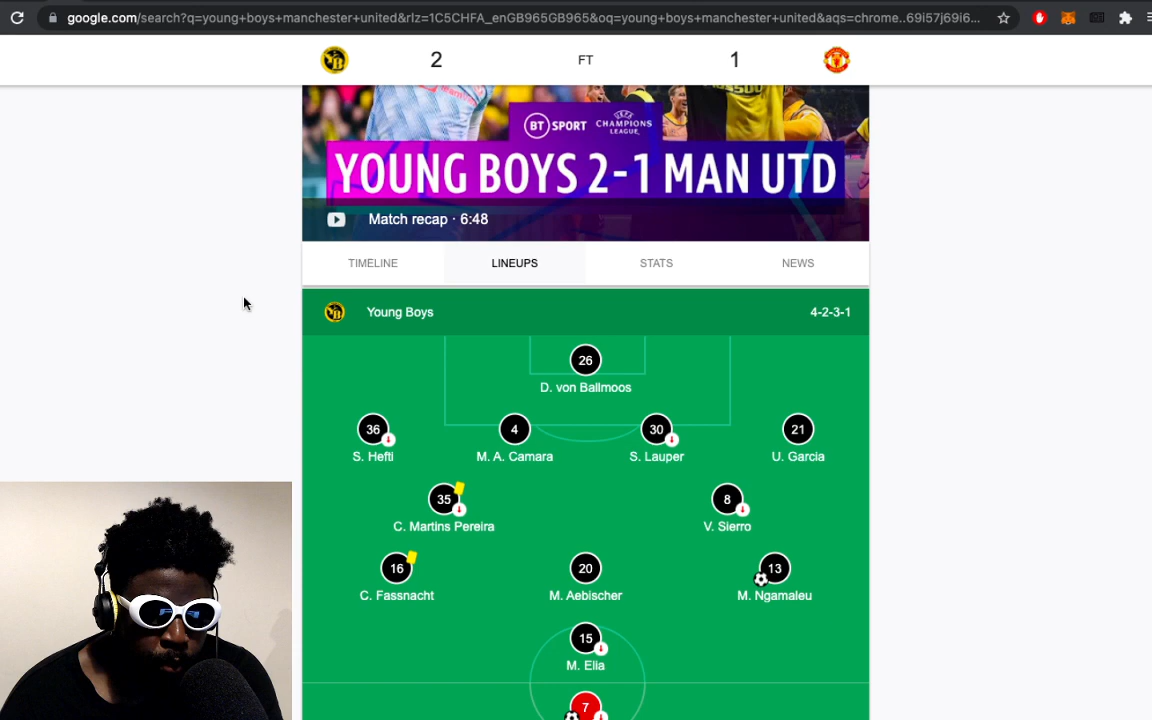 google.com/search?q=young+boys+manchester+united&rlz=1C5CHFA_enGB965GB965&oq=young+boys+manchester+united&aqs=chrome..69i57j69i6...
2 FT 1
BT SPORT CHAMPIONS LEAGUE
YOUNG BOYS 2-1 MAN UTD
Match recap · 6:48
TIMELINE LINEUPS STATS NEWS
Young Boys 4-2-3-1
26
D. von Ballmoos
36 4 30 21
S. Hefti M. A. Camara S. Lauper U. Garcia
35 8
C. Martins Pereira V. Sierro
16 20 13
C. Fassnacht M. Aebischer M. Ngamaleu
15
M. Elia
7